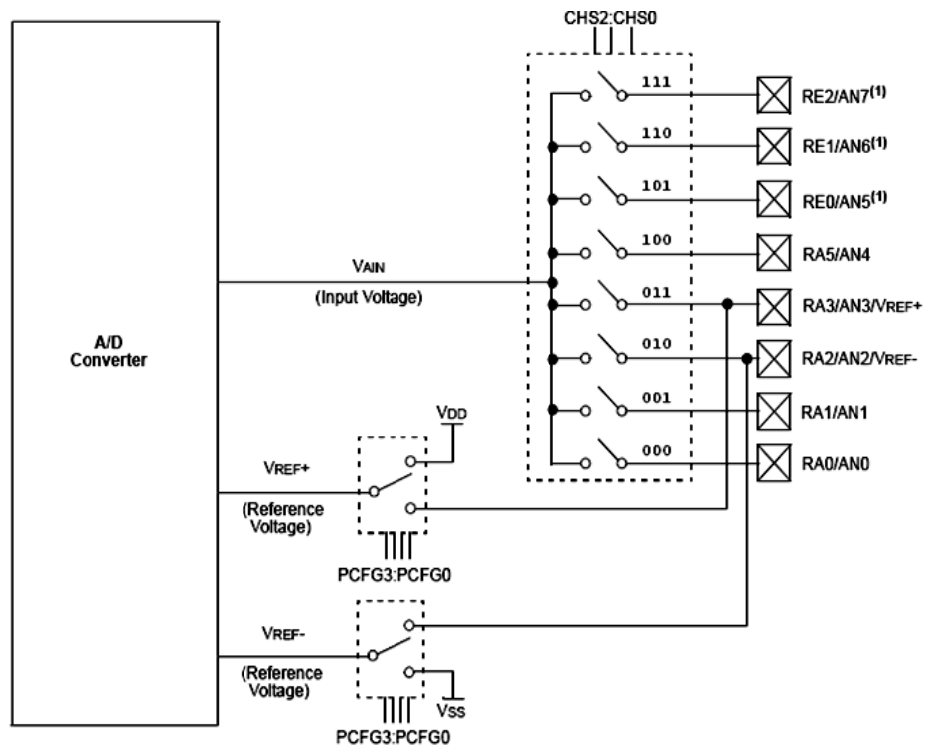 CHS2:CHS0
111
RE2/AN7(1)
110
RE1/AN6(1)
101
RE0/AN5(1)
100
RA5/AN4
VAIN
(Input Voltage)
011
RA3/AN3/VREF+
A/D
Converter
010
RA2/AN2/VREF-
001
RA1/AN1
VDD
000
RA0/AN0
VREF+
(Reference
Voltage)
PCFG3:PCFG0
VREF-
(Reference
Voltage)
VSS
PCFG3:PCFG0